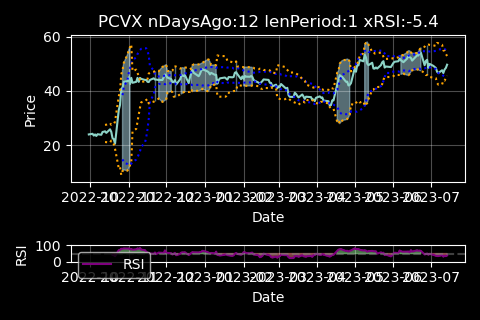 PCVX nDaysAgo:12 lenPeriod:1 xRSI:-5.4
60
40
20
Price
2022-10 2022-11 2022-12 2023-01 2023-02 2023-03 2023-04 2023-05 2023-06 2023-07
Date
100
0
RSI
RSI
2022-10 2022-11 2022-12 2023-01 2023-02 2023-03 2023-04 2023-05 2023-06 2023-07
Date